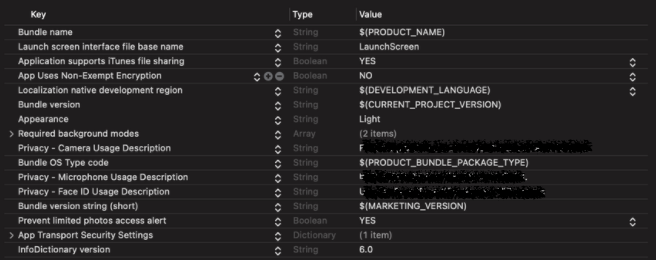 Key Type Value
Bundle name String $(PRODUCT_NAME)
Launch screen interface file base name String LaunchScreen
Application supports iTunes file sharing Boolean YES
App Uses Non-Exempt Encryption Boolean NO
Localization native development region String $(DEVELOPMENT_LANGUAGE)
Bundle version String $(CURRENT_PROJECT_VERSION)
Appearance String Light
Required background modes Array (2 items)
Privacy - Camera Usage Description String
Bundle OS Type code String $(PRODUCT_BUNDLE_PACKAGE_TYPE)
Privacy - Microphone Usage Description String
Privacy - Face ID Usage Description String
Bundle version string (short) String $(MARKETING_VERSION)
Prevent limited photos access alert Boolean YES
App Transport Security Settings Dictionary (1 item)
InfoDictionary version String 6.0